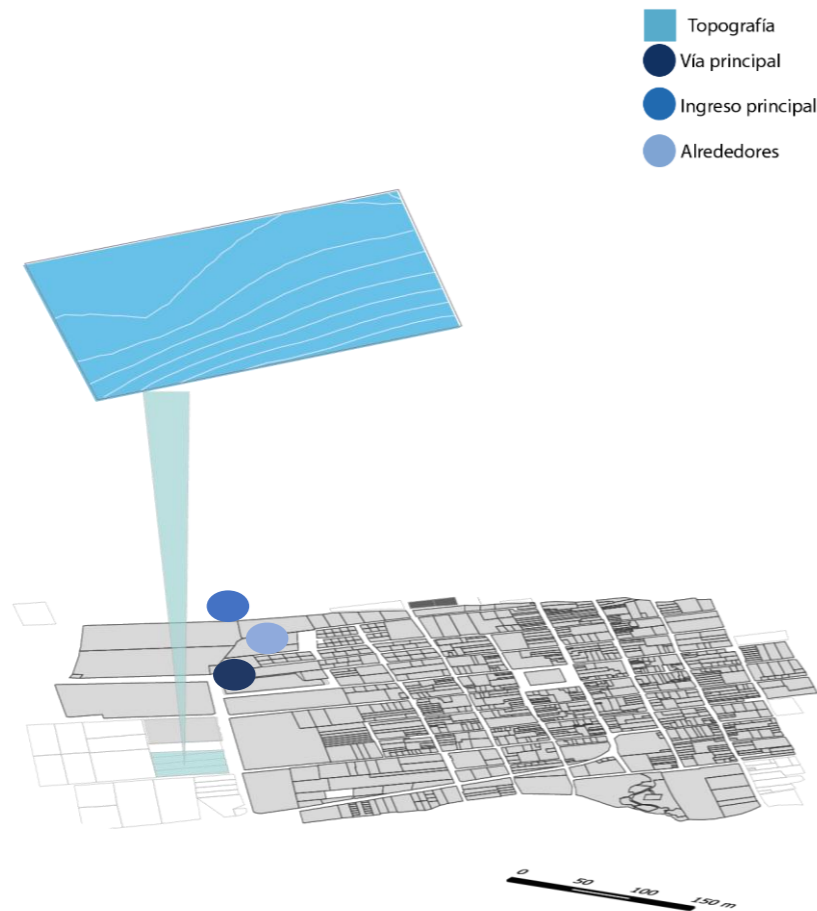 Topografía
Vía principal
Ingreso principal
Alrededores
0 50 100 150 m